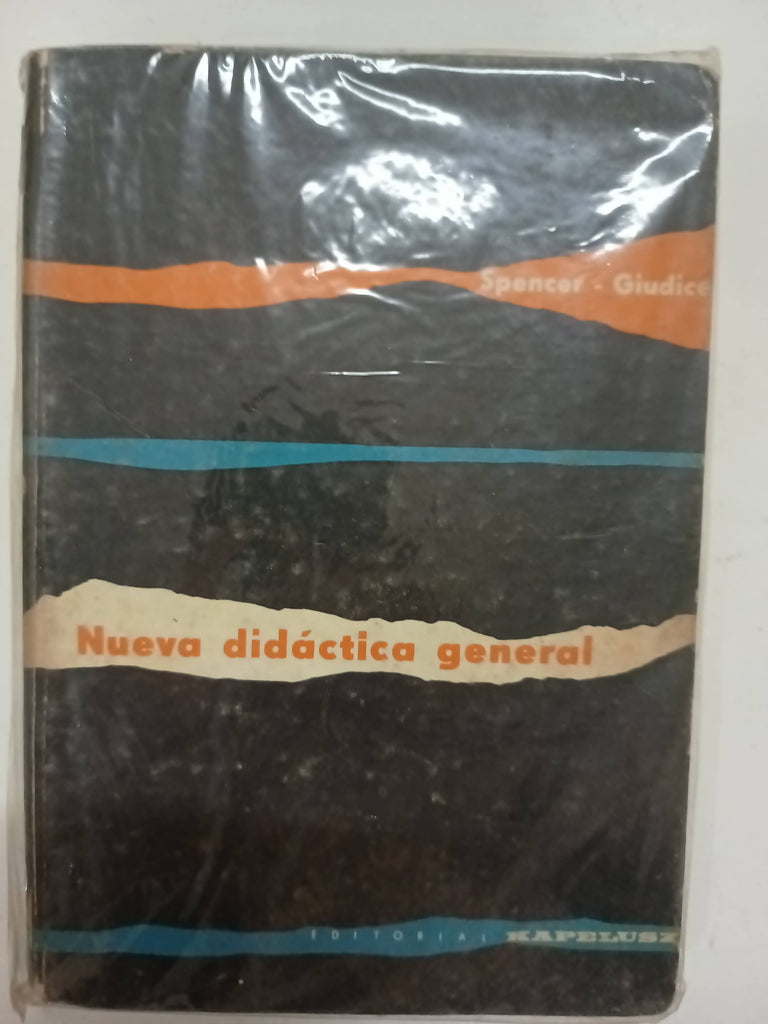 Spencer - Giudice
Nueva didáctica general
EDITORIAL KAPELUSZ